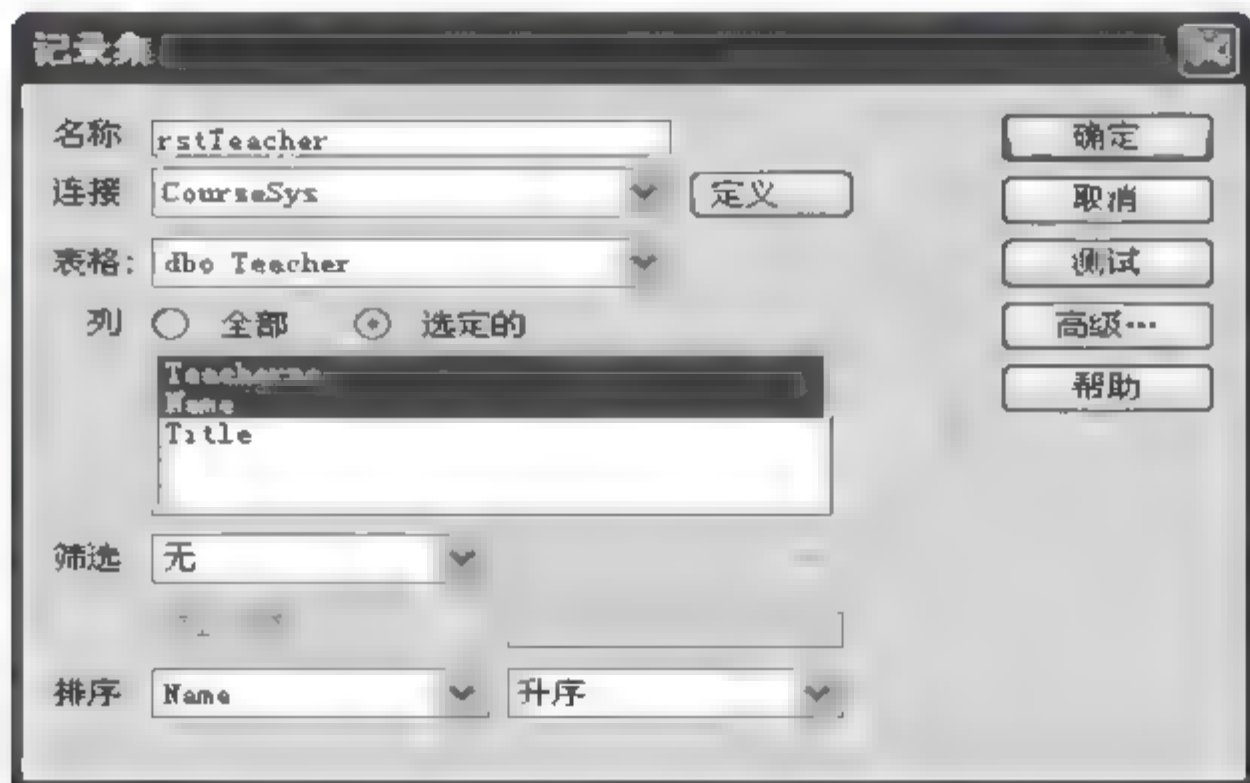 记录集
名称 rstTeacher
连接 CourseSys 定义
表格: dbo Teacher
列 全部 选定的
Teacherno
Name
Title
筛选 无
排序 Name 升序
确定
取消
测试
高级…
帮助